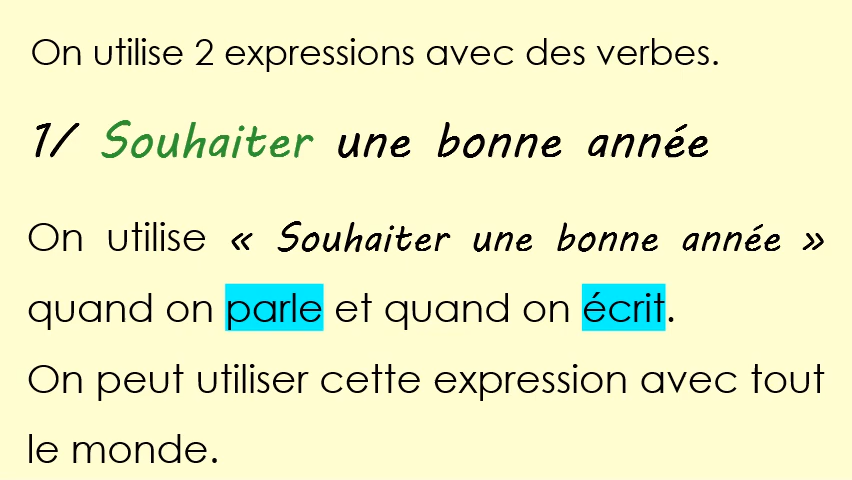 On utilise 2 expressions avec des verbes.
1/ Souhaiter une bonne année
On utilise « Souhaiter une bonne année »
quand on parle et quand on écrit.
On peut utiliser cette expression avec tout
le monde.